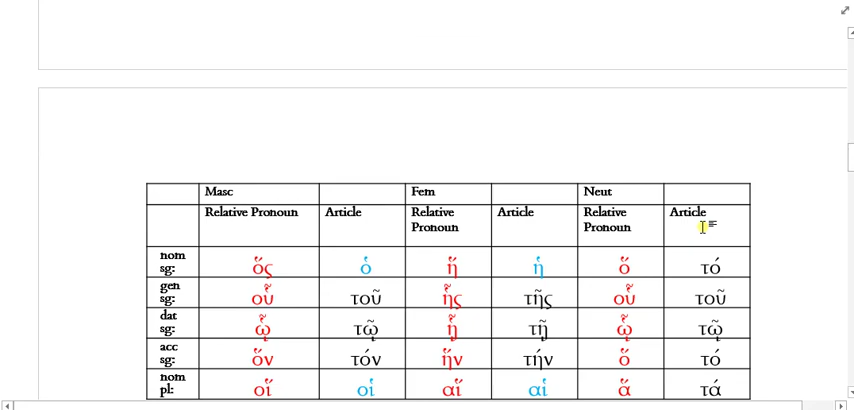 Masc Fem Neut
Relative Pronoun Article Relative Pronoun Article Relative Pronoun Article
nom sg: ὅς ὁ ἥ ἡ ὅ τό
gen sg: οὗ τοῦ ἧς τῆς οὗ τοῦ
dat sg: ᾧ τῷ ᾗ τῇ ᾧ τῷ
acc sg: ὅν τόν ἥν τήν ὅ τό
nom pl: οἵ οἱ αἵ αἱ ἅ τά